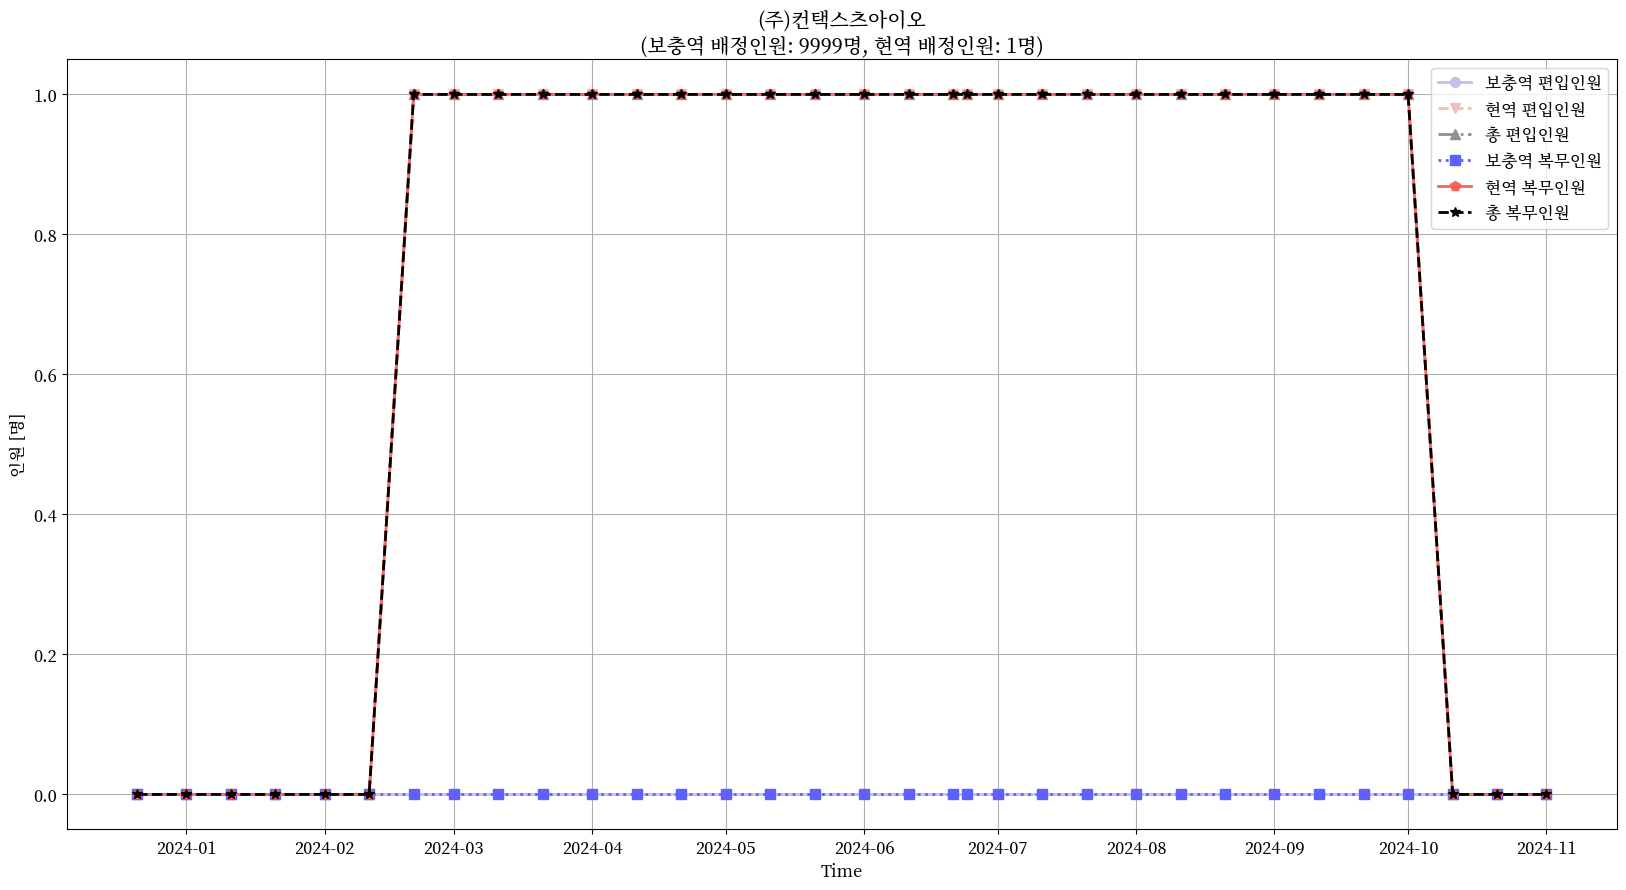 (주)컨택스츠아이오
(보충역 배정인원: 9999명, 현역 배정인원: 1명)
보충역 편입인원
현역 편입인원
총 편입인원
보충역 복무인원
현역 복무인원
총 복무인원
인원 [명]
1.0
0.8
0.6
0.4
0.2
0.0
2024-01 2024-02 2024-03 2024-04 2024-05 2024-06 2024-07 2024-08 2024-09 2024-10 2024-11
Time